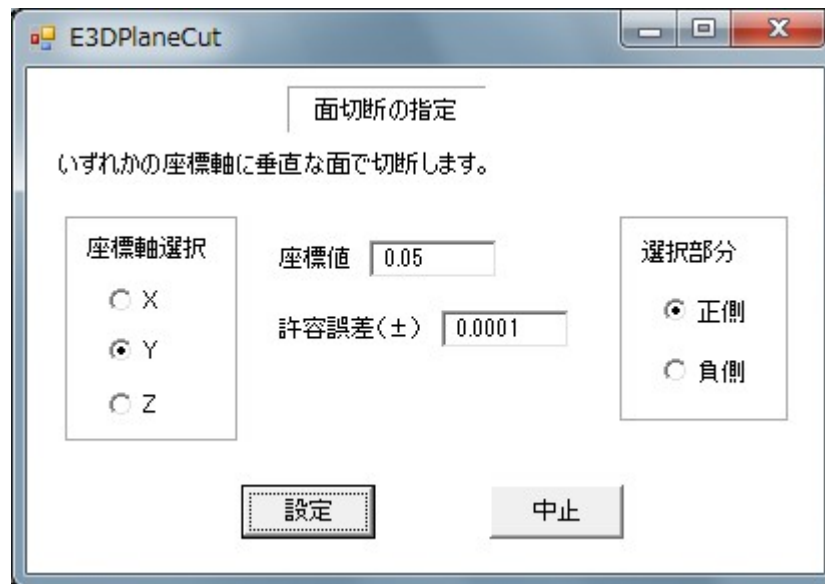 E3DPlaneCut
面切断の指定
いずれかの座標軸に垂直な面で切断します。
座標軸選択
X
Y
Z
座標値 0.05
許容誤差(±) 0.0001
選択部分
正側
負側
設定
中止